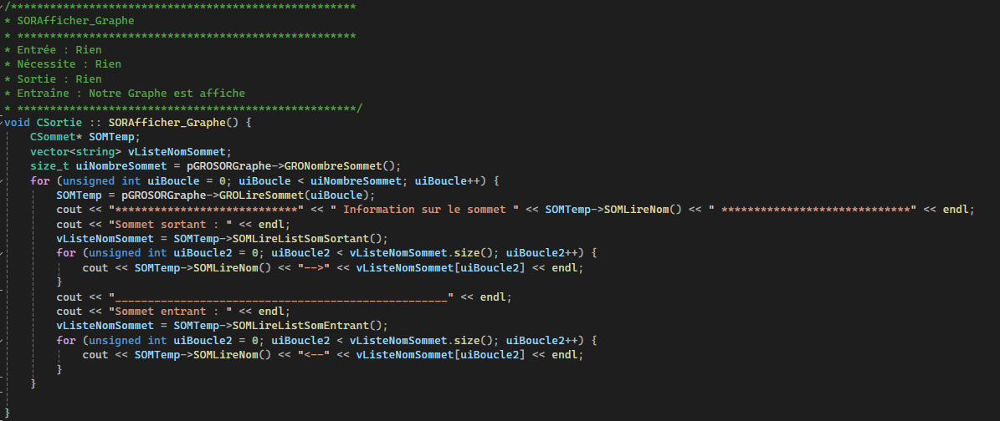 /*****************************************************
* SORAfficher_Graphe
* ****************************************************
* Entrée : Rien
* Nécessite : Rien
* Sortie : Rien
* Entraîne : Notre Graphe est affiche
* ****************************************************/
void CSortie :: SORAfficher_Graphe() {
    CSommet* SOMTemp;
    vector<string> vListeNomSommet;
    size_t uiNombreSommet = pGROSORGraphe->GRONombreSommet();
    for (unsigned int uiBoucle = 0; uiBoucle < uiNombreSommet; uiBoucle++) {
        SOMTemp = pGROSORGraphe->GROLireSommet(uiBoucle);
        cout << "****************************" << " Information sur le sommet " << SOMTemp->SOMLireNom() << " *****************************" << endl;
        cout << "Sommet sortant : " << endl;
        vListeNomSommet = SOMTemp->SOMLireListSomSortant();
        for (unsigned int uiBoucle2 = 0; uiBoucle2 < vListeNomSommet.size(); uiBoucle2++) {
            cout << SOMTemp->SOMLireNom() << "-->" << vListeNomSommet[uiBoucle2] << endl;
        }
        cout << "___________________________________________________" << endl;
        cout << "Sommet entrant : " << endl;
        vListeNomSommet = SOMTemp->SOMLireListSomEntrant();
        for (unsigned int uiBoucle2 = 0; uiBoucle2 < vListeNomSommet.size(); uiBoucle2++) {
            cout << SOMTemp->SOMLireNom() << "<--" << vListeNomSommet[uiBoucle2] << endl;
        }
    }
}